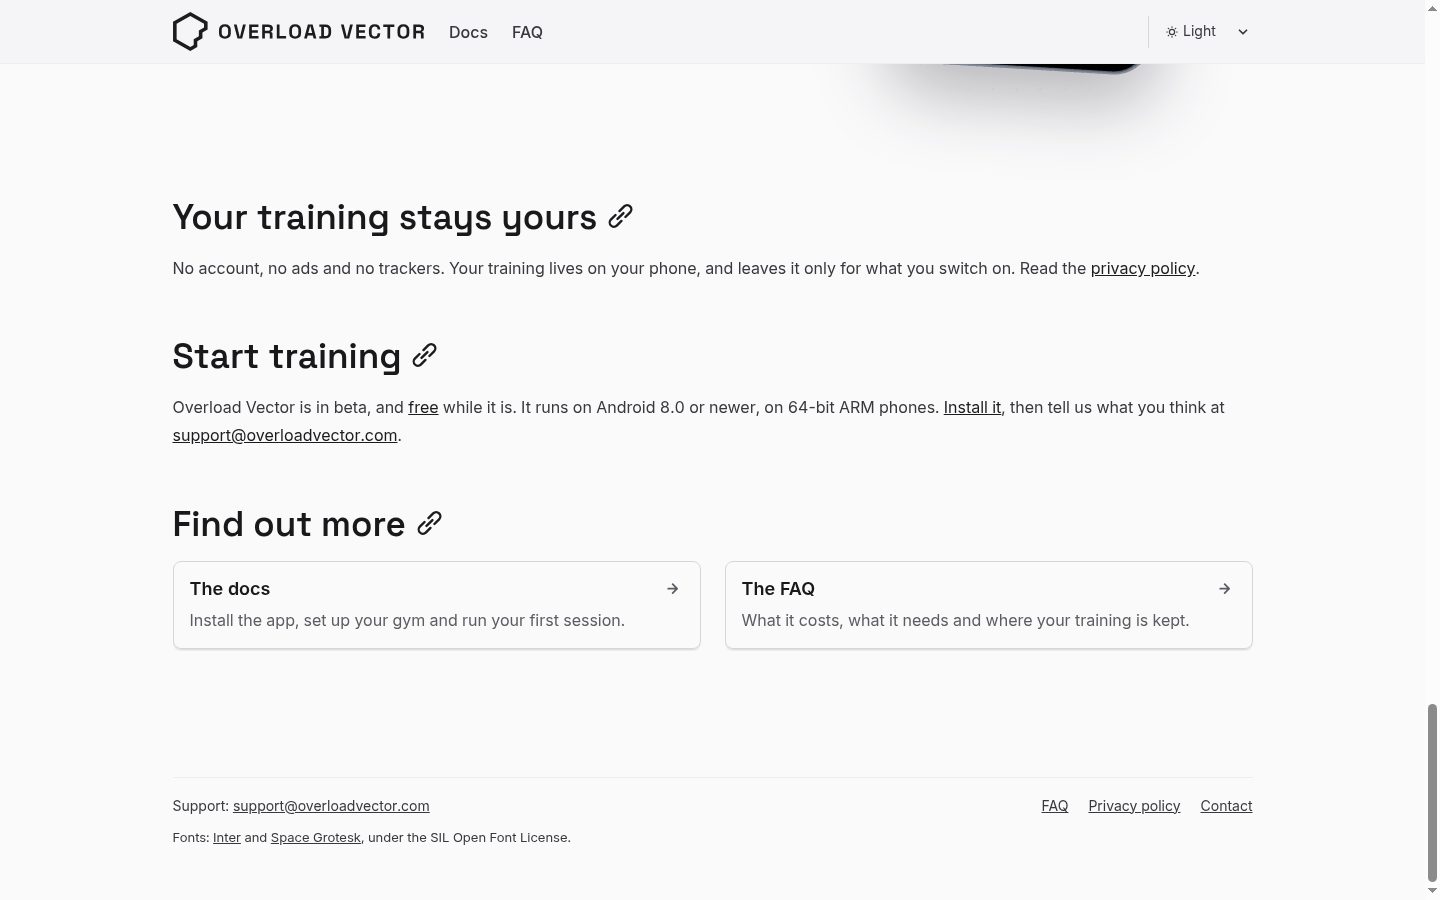 OVERLOAD VECTOR
Docs
FAQ
Light
Your training stays yours
No account, no ads and no trackers. Your training lives on your phone, and leaves it only for what you switch on. Read the privacy policy.
Start training
Overload Vector is in beta, and free while it is. It runs on Android 8.0 or newer, on 64-bit ARM phones. Install it, then tell us what you think at
support@overloadvector.com.
Find out more
The docs
Install the app, set up your gym and run your first session.
The FAQ
What it costs, what it needs and where your training is kept.
Support: support@overloadvector.com
FAQ
Privacy policy
Contact
Fonts: Inter and Space Grotesk, under the SIL Open Font License.